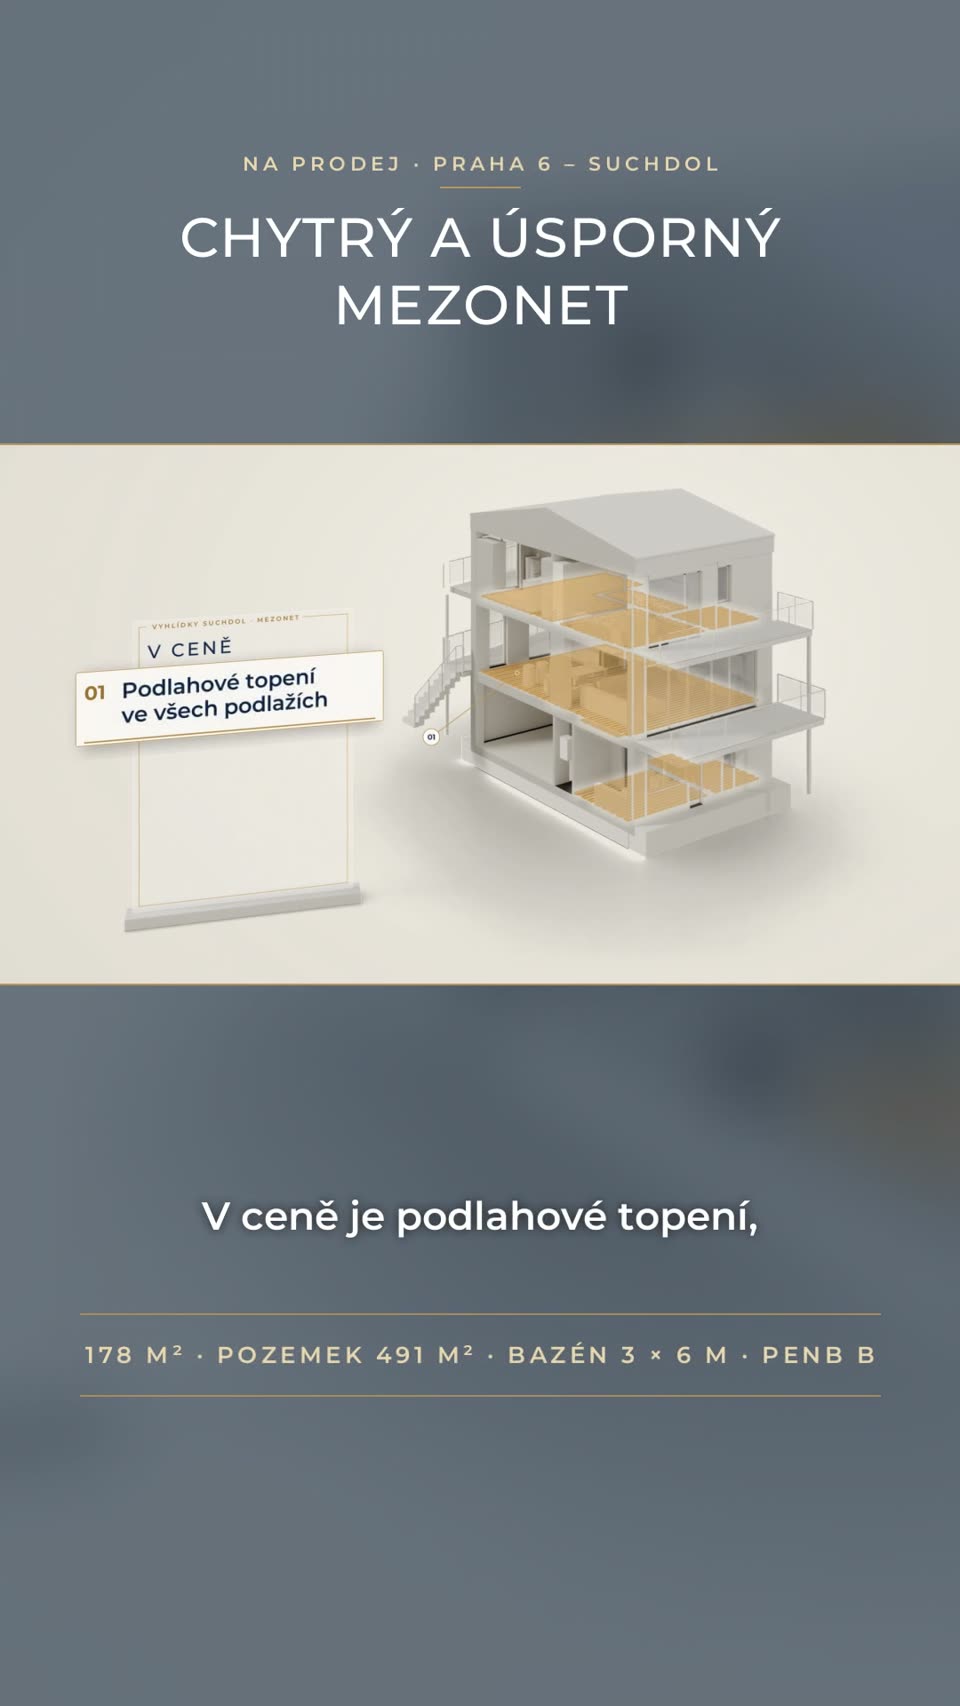 NA PRODEJ · PRAHA 6 – SUCHDOL
CHYTRÝ A ÚSPORNÝ
MEZONET
VYHLÍDKY SUCHDOL · MEZONET
V CENĚ
01 Podlahové topení
ve všech podlažích
01
V ceně je podlahové topení,
178 M² · POZEMEK 491 M² · BAZÉN 3 × 6 M · PENB B